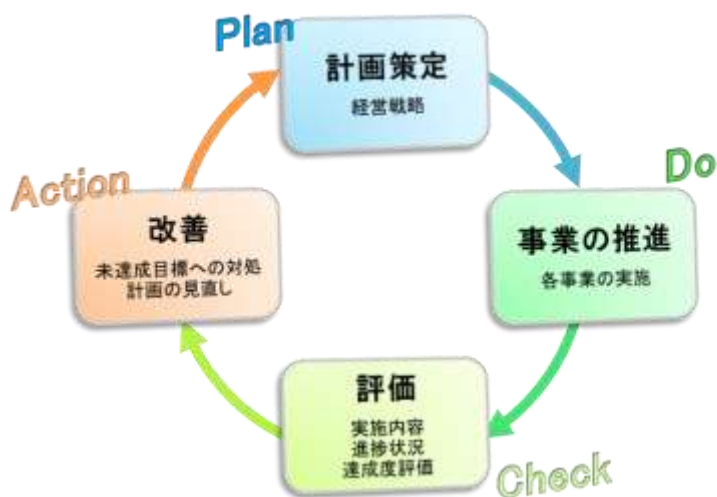 Plan
計画策定
経営戦略
Do
事業の推進
各事業の実施
Check
評価
実施内容
進捗状況
達成度評価
Action
改善
未達成目標への対処
計画の見直し